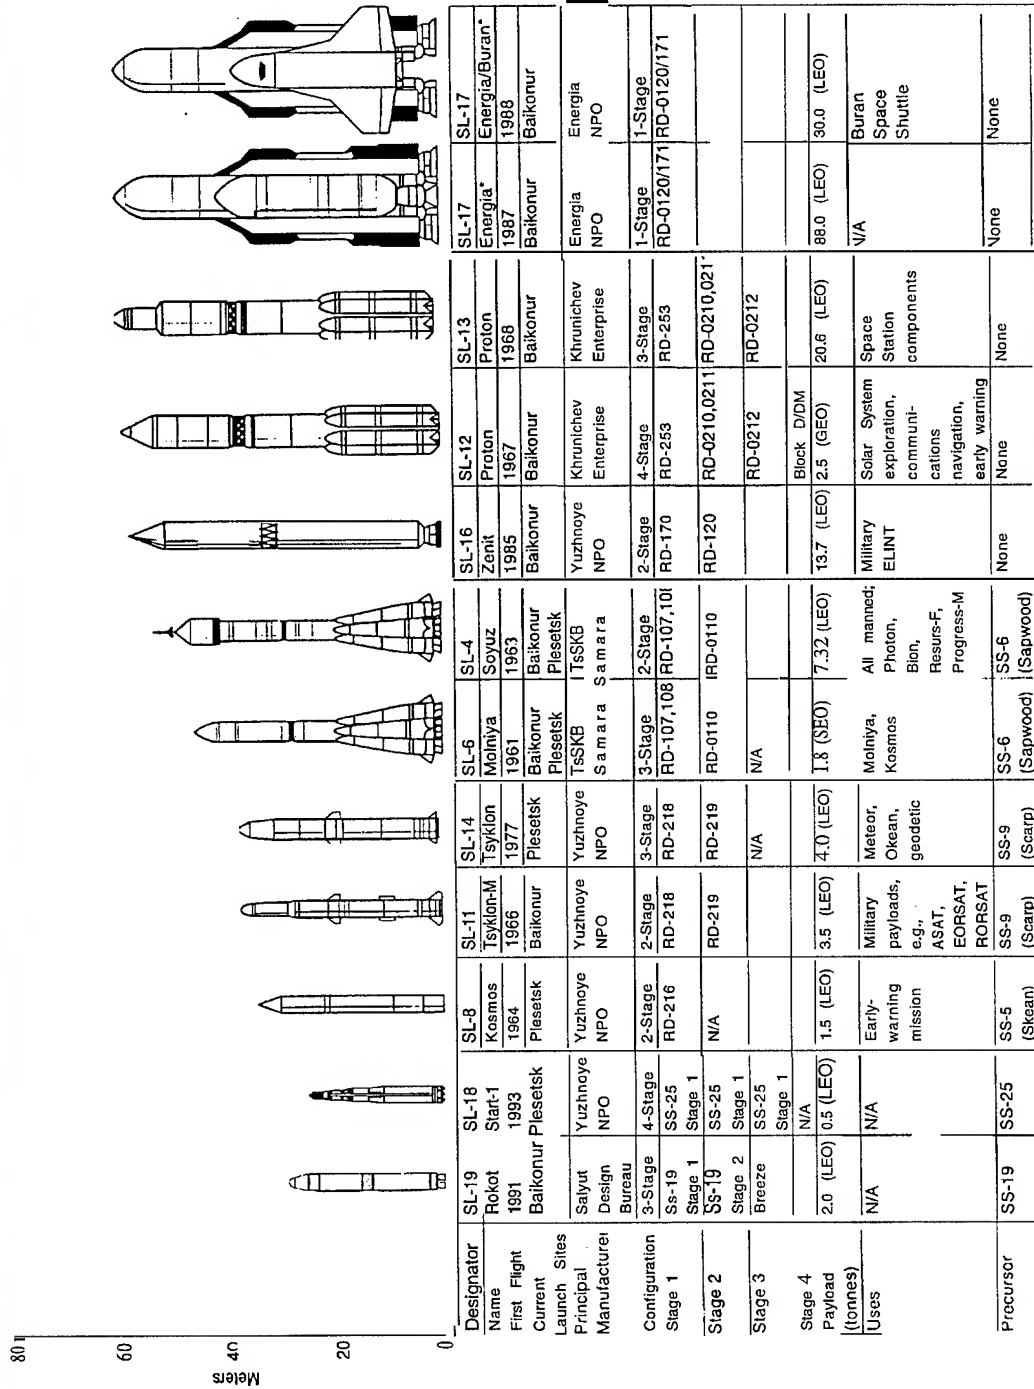 80
60
40
20
0
Meters
Designator SL-19 SL-18 SL-8 SL-11 SL-14 SL-6 SL-4 SL-16 SL-12 SL-13 SL-17 SL-17
Name Rokot Start-1 Kosmos Tsyklon-M Tsyklon Molniya Soyuz Zenit Proton Proton Energia* Energia/Buran*
First Flight 1991 1993 1964 1966 1977 1961 1963 1985 1967 1968 1987 1988
Current Baikonur Plesetsk Plesetsk Baikonur Plesetsk Baikonur Baikonur Baikonur Baikonur Baikonur Baikonur Baikonur
Launch Sites Plesetsk Plesetsk
Principal Salyut Yuzhnoye Yuzhnoye Yuzhnoye Yuzhnoye TsSKB TsSKB Yuzhnoye Khrunichev Khrunichev Energia Energia
Manufacturer Design NPO NPO NPO NPO Samara Samara NPO Enterprise Enterprise NPO NPO
Bureau
Configuration 3-Stage 4-Stage 2-Stage 2-Stage 3-Stage 3-Stage 2-Stage 2-Stage 4-Stage 3-Stage 1-Stage 1-Stage
Stage 1 Ss-19 SS-25 RD-216 RD-218 RD-218 RD-107,108 RD-107,10 RD-170 RD-253 RD-253 RD-0120/171 RD-0120/171
Stage 1 Stage 1
Stage 2 SS-19 SS-25 N/A RD-219 RD-219 RD-0110 RD-0110 RD-120 RD-0210,0211 RD-0210,021
Stage 2 Stage 1
Stage 3 Breeze SS-25 N/A N/A RD-0212 RD-0212
Stage 1
Stage 4 N/A Block D/DM
Payload 2.0 (LEO) 0.5 (LEO) 1.5 (LEO) 3.5 (LEO) 4.0 (LEO) 1.8 (SEO) 7.32 (LEO) 13.7 (LEO) 2.5 (GEO) 20.6 (LEO) 88.0 (LEO) 30.0 (LEO)
(tonnes)
Uses N/A N/A Early- Military Meteor, Molniya, All manned; Military Solar System Space N/A Buran
warning payloads, Okean, Kosmos Photon, ELINT exploration, Station Space
mission e.g., geodetic Bion, communi- components Shuttle
ASAT, Resurs-F, cations
EORSAT, Progress-M navigation,
RORSAT early warning
Precursor SS-19 SS-25 SS-5 SS-9 SS-9 SS-6 SS-6 None None None None None
(Skean) (Scarp) (Scarp) (Sapwood) (Sapwood)